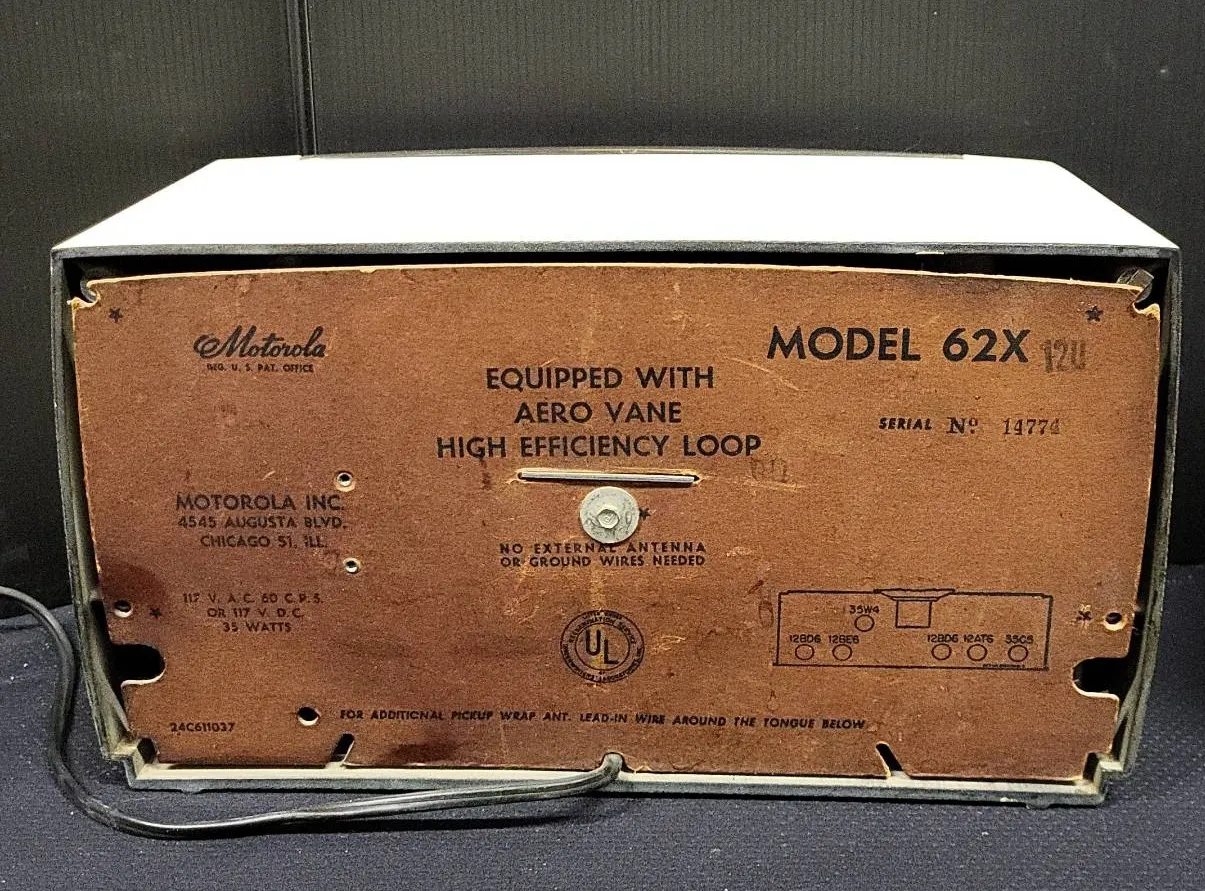 Motorola
REG. U. S. PAT. OFFICE
MODEL 62X 12U
EQUIPPED WITH
AERO VANE
HIGH EFFICIENCY LOOP
SERIAL Nº 14774
MOTOROLA INC.
4545 AUGUSTA BLVD.
CHICAGO 51, ILL.
NO EXTERNAL ANTENNA
OR GROUND WIRES NEEDED
117 V. A.C. 60 C.P.S.
OR 117 V. D.C.
35 WATTS
UL
35W4
12BD6 12BE6 12BD6 12AT6 35C5
FOR ADDITIONAL PICKUP WRAP ANT. LEAD-IN WIRE AROUND THE TONGUE BELOW
24C611037